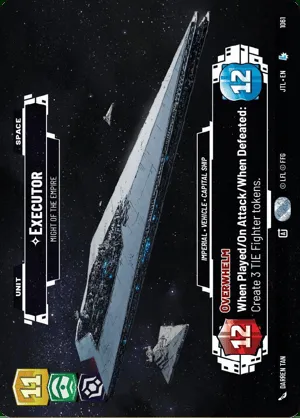 11
UNIT
SPACE
EXECUTOR
MIGHT OF THE EMPIRE
IMPERIAL • VEHICLE • CAPITAL SHIP
12
OVERWHELM
When Played/On Attack/When Defeated:
Create 3 TIE Fighter tokens.
12
DARREN TAN
© LFL © FFG
JTL • EN
1061